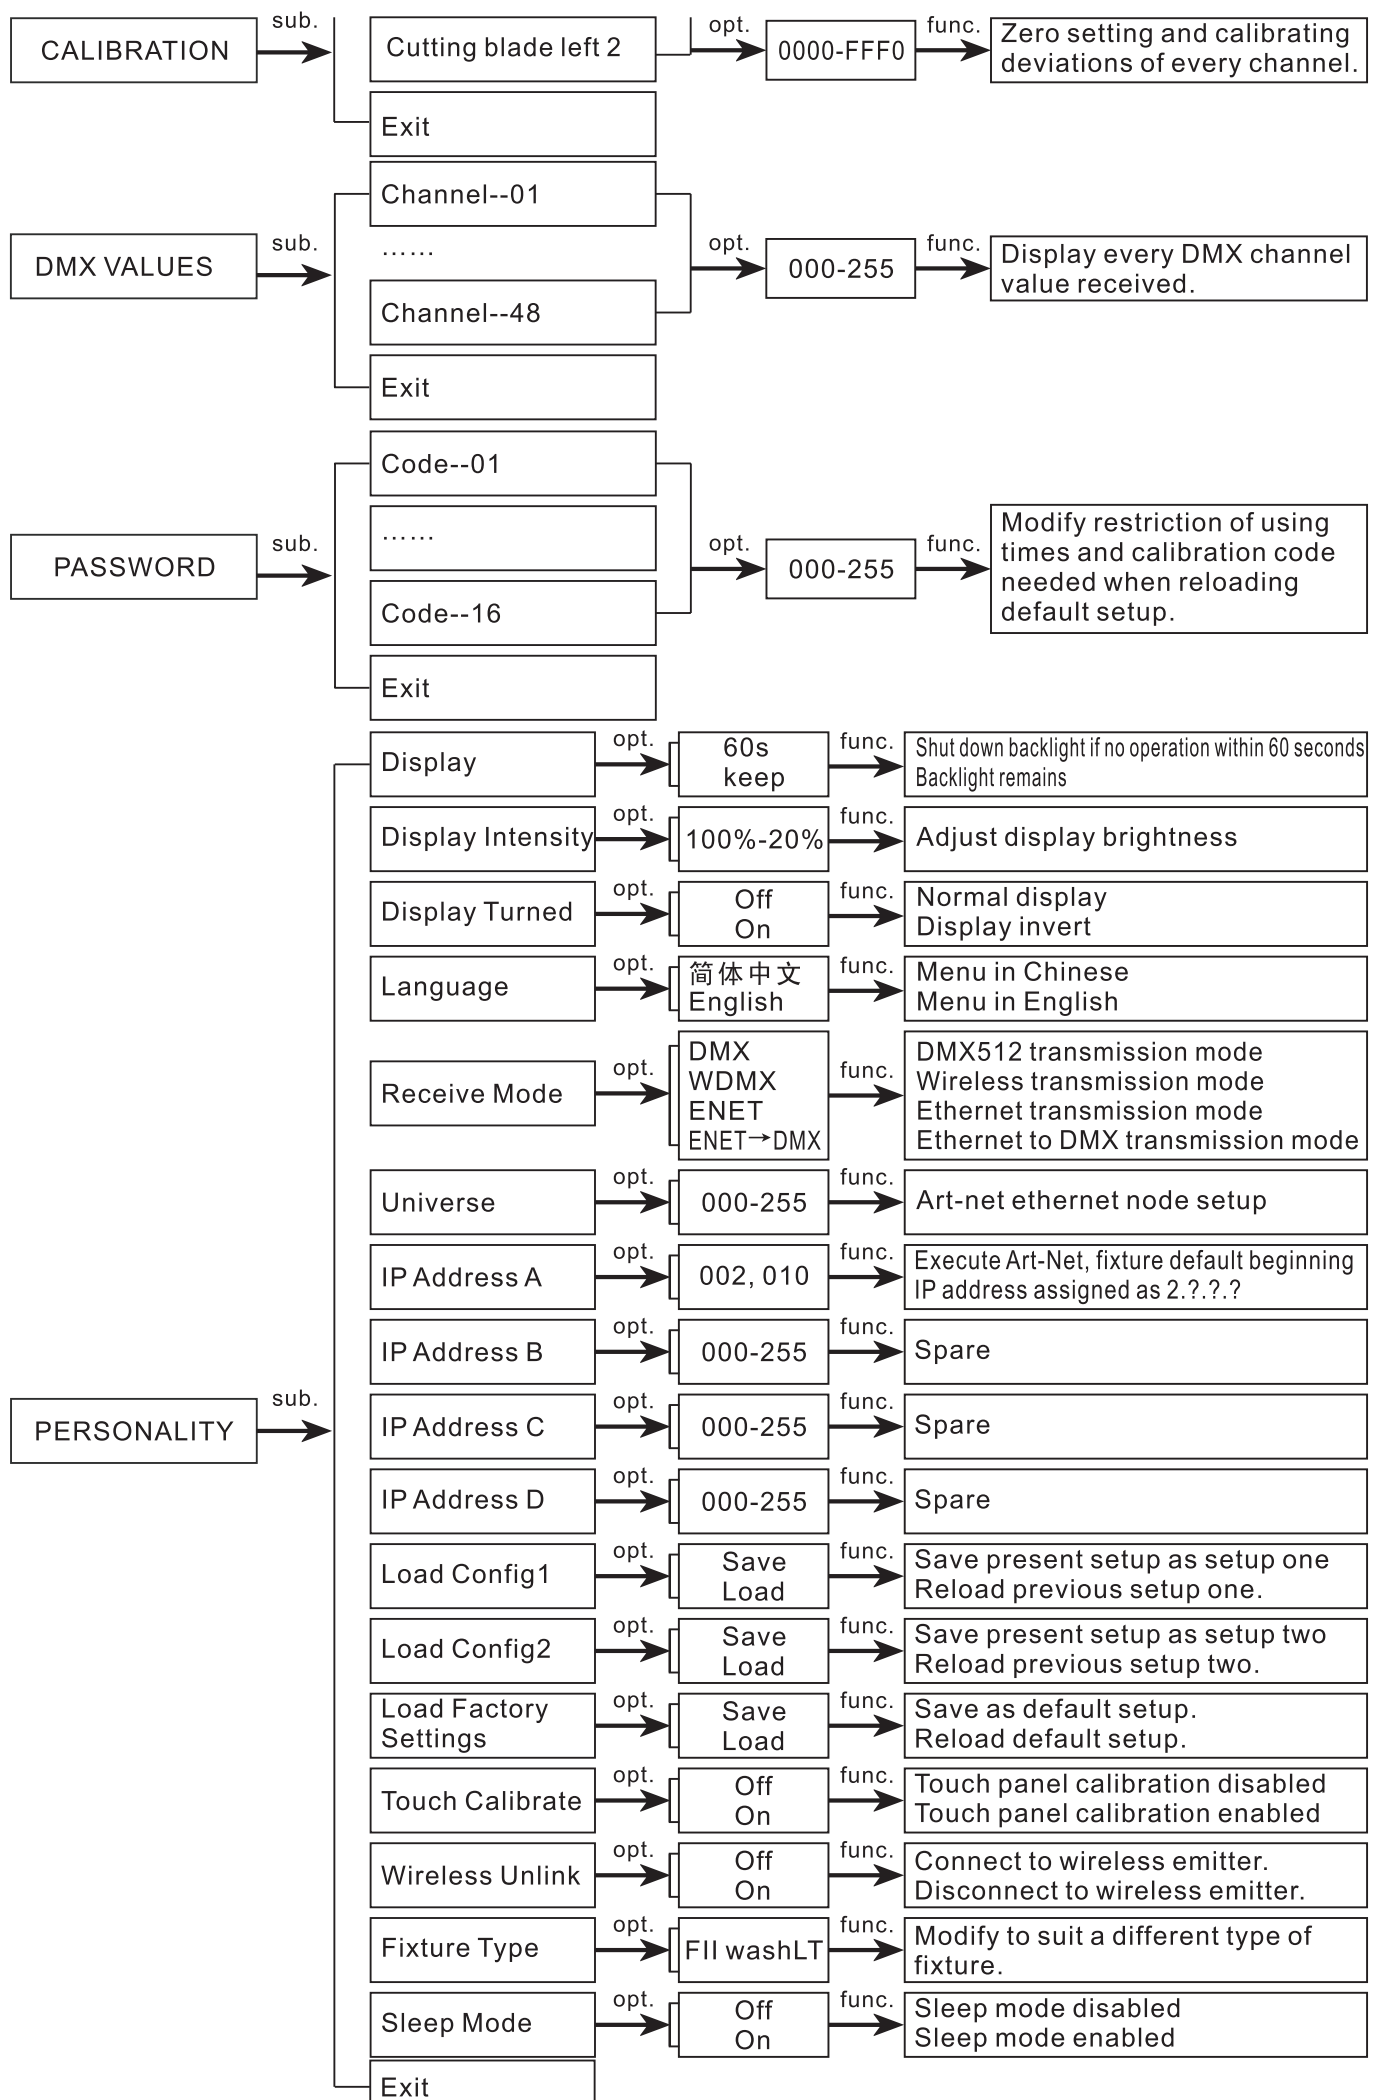 CALIBRATION
sub.
Cutting blade left 2
opt.
0000-FFF0
func.
Zero setting and calibrating
deviations of every channel.
Exit
DMX VALUES
sub.
Channel--01
......
Channel--48
Exit
opt.
000-255
func.
Display every DMX channel
value received.
PASSWORD
sub.
Code--01
......
Code--16
Exit
opt.
000-255
func.
Modify restriction of using
times and calibration code
needed when reloading
default setup.
PERSONALITY
sub.
Display
opt.
60s
keep
func.
Shut down backlight if no operation within 60 seconds
Backlight remains
Display Intensity
opt.
100%-20%
func.
Adjust display brightness
Display Turned
opt.
Off
On
func.
Normal display
Display invert
Language
opt.
简体中文
English
func.
Menu in Chinese
Menu in English
Receive Mode
opt.
DMX
WDMX
ENET
ENET→DMX
func.
DMX512 transmission mode
Wireless transmission mode
Ethernet transmission mode
Ethernet to DMX transmission mode
Universe
opt.
000-255
func.
Art-net ethernet node setup
IP Address A
opt.
002, 010
func.
Execute Art-Net, fixture default beginning
IP address assigned as 2.?.?.?
IP Address B
opt.
000-255
func.
Spare
IP Address C
opt.
000-255
func.
Spare
IP Address D
opt.
000-255
func.
Spare
Load Config1
opt.
Save
Load
func.
Save present setup as setup one
Reload previous setup one.
Load Config2
opt.
Save
Load
func.
Save present setup as setup two
Reload previous setup two.
Load Factory
Settings
opt.
Save
Load
func.
Save as default setup.
Reload default setup.
Touch Calibrate
opt.
Off
On
func.
Touch panel calibration disabled
Touch panel calibration enabled
Wireless Unlink
opt.
Off
On
func.
Connect to wireless emitter.
Disconnect to wireless emitter.
Fixture Type
opt.
FII washLT
func.
Modify to suit a different type of
fixture.
Sleep Mode
opt.
Off
On
func.
Sleep mode disabled
Sleep mode enabled
Exit